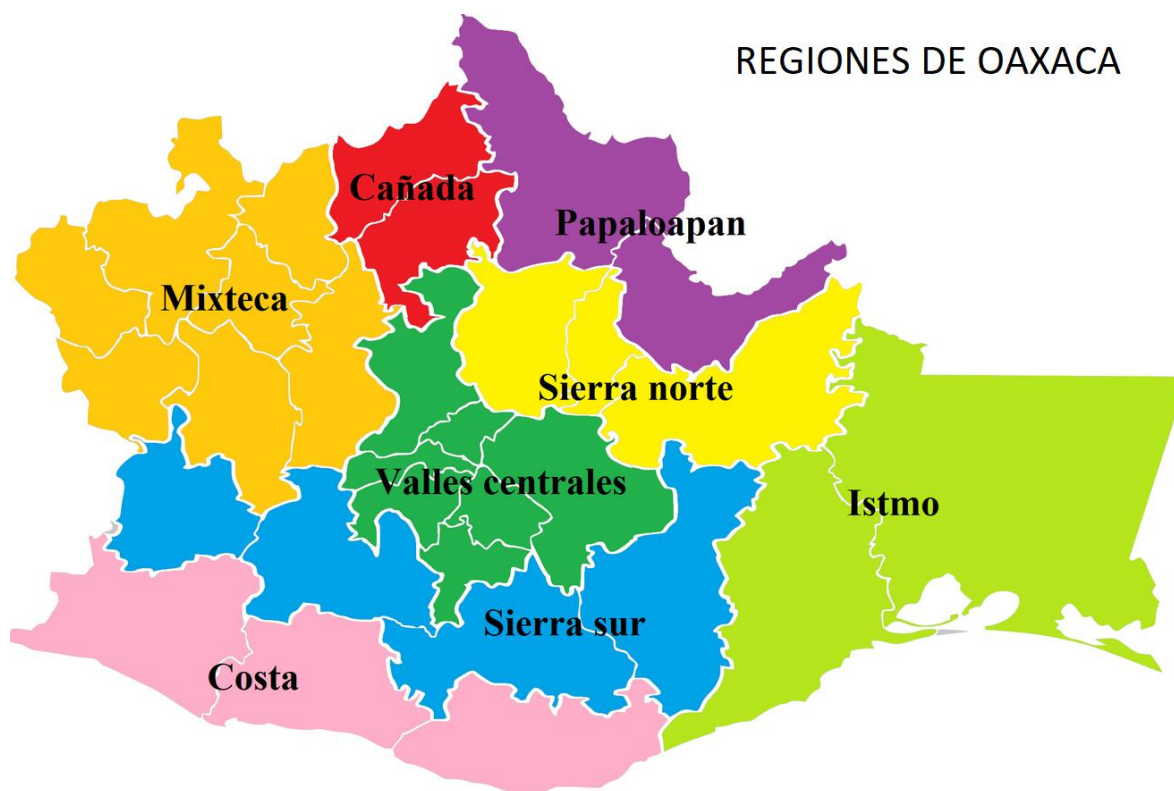 REGIONES DE OAXACA
Cañada
Papaloapan
Mixteca
Sierra norte
Valles centrales
Istmo
Sierra sur
Costa